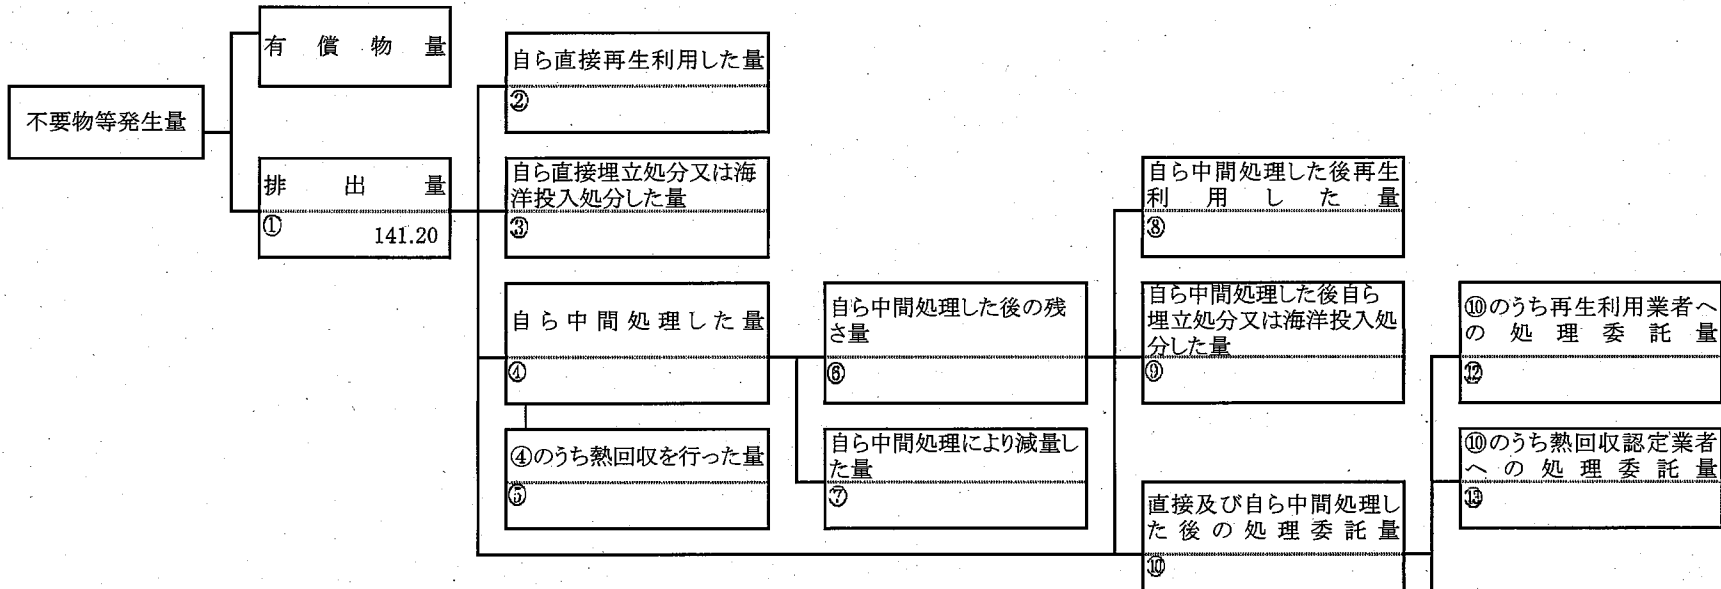 不要物等発生量
有償物量
排出量
①
141.20
自ら直接再生利用した量
②
自ら直接埋立処分又は海
洋投入処分した量
③
自ら中間処理した量
④
④のうち熱回収を行った量
⑤
自ら中間処理した後の残
さ量
⑥
自ら中間処理により減量し
た量
⑦
自ら中間処理した後再生
利用した量
⑧
自ら中間処理した後自ら
埋立処分又は海洋投入処
分した量
⑨
直接及び自ら中間処理し
た後の処理委託量
⑩
⑩のうち再生利用業者へ
の処理委託量
⑫
⑩のうち熱回収認定業者
への処理委託量
⑬